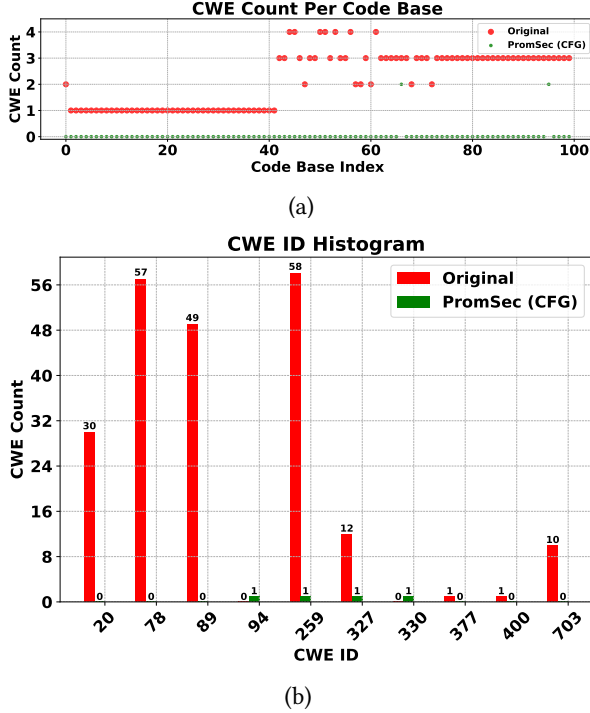 CWE Count Per Code Base
CWE Count
4
3
2
1
0
Original
PromSec (CFG)
0 20 40 60 80 100
Code Base Index
(a)
CWE ID Histogram
CWE Count
56
48
40
32
24
16
8
0
Original
PromSec (CFG)
30 0 57 0 49 0 0 1 58 1 12 1 0 1 1 0 1 0 10 0
20 78 89 94 259 327 330 377 400 703
CWE ID
(b)